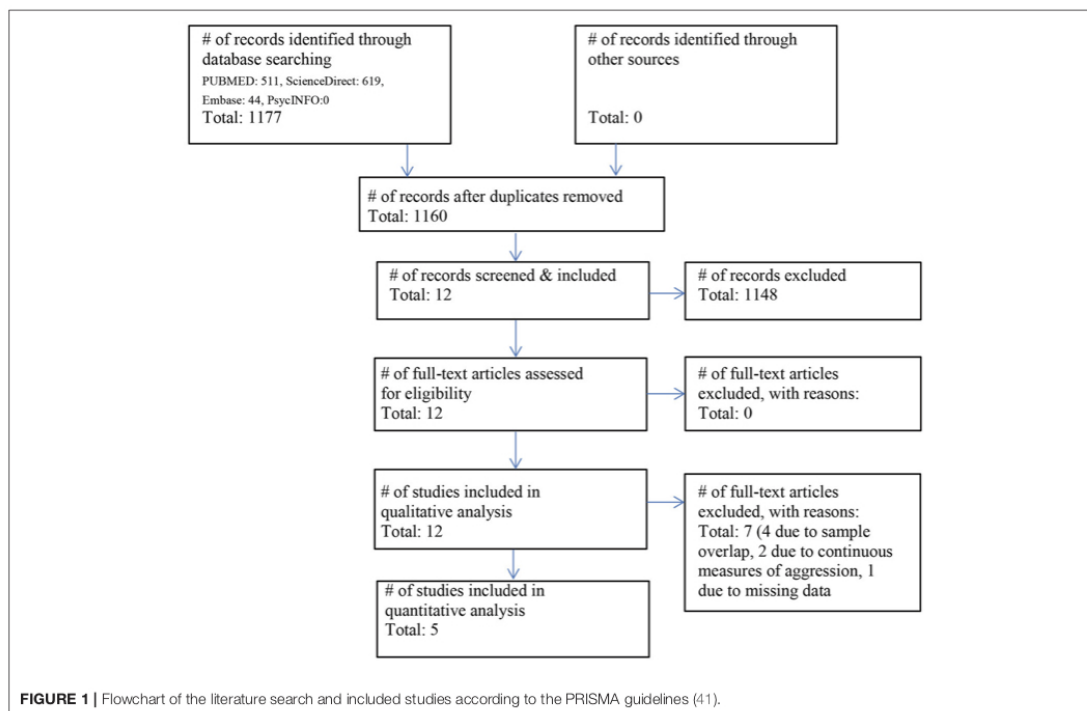 # of records identified through
database searching
PUBMED: 511, ScienceDirect: 619,
Embase: 44, PsycINFO:0
Total: 1177
# of records identified through
other sources
Total: 0
# of records after duplicates removed
Total: 1160
# of records screened & included
Total: 12
# of records excluded
Total: 1148
# of full-text articles assessed
for eligibility
Total: 12
# of full-text articles
excluded, with reasons:
Total: 0
# of studies included in
qualitative analysis
Total: 12
# of full-text articles
excluded, with reasons:
Total: 7 (4 due to sample
overlap, 2 due to continuous
measures of aggression, 1
due to missing data
# of studies included in
quantitative analysis
Total: 5
FIGURE 1 | Flowchart of the literature search and included studies according to the PRISMA guidelines (41).